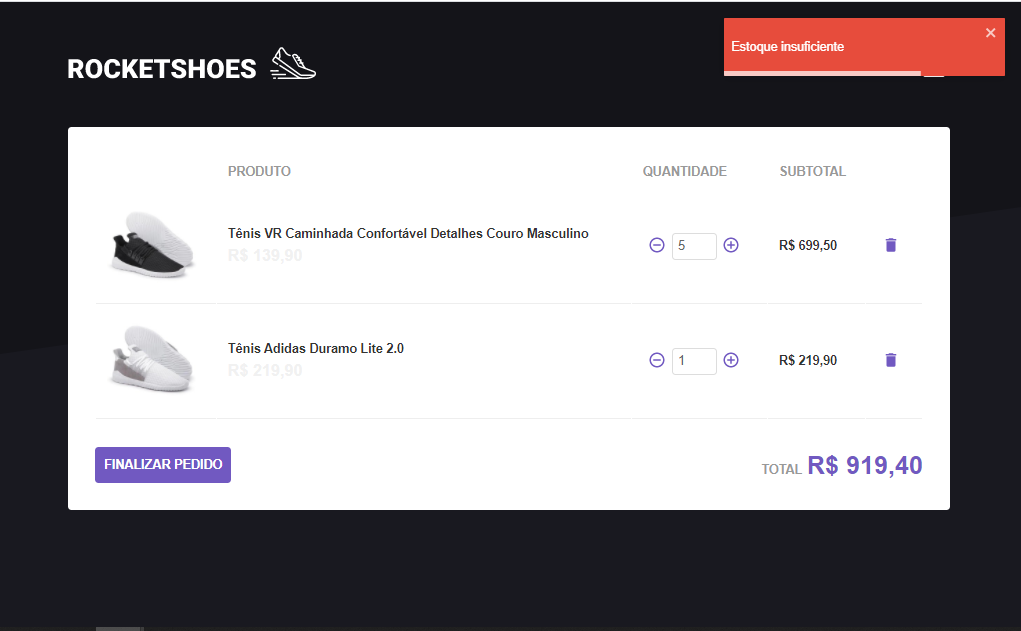 Estoque insuficiente
ROCKETSHOES
PRODUTO QUANTIDADE SUBTOTAL
Tênis VR Caminhada Confortável Detalhes Couro Masculino
R$ 139,90
5
R$ 699,50
Tênis Adidas Duramo Lite 2.0
R$ 219,90
1
R$ 219,90
FINALIZAR PEDIDO
TOTAL R$ 919,40